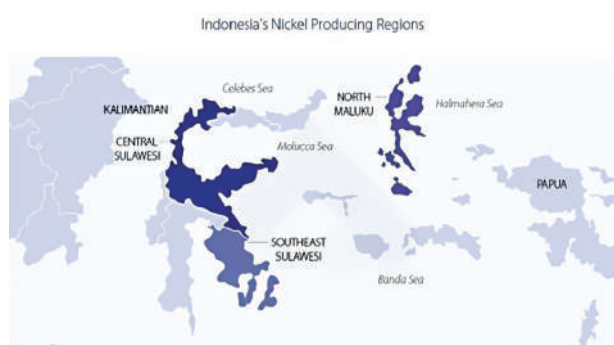 Indonesia's Nickel Producing Regions
Celebes Sea
NORTH
MALUKU
Halmahera Sea
KALIMANTIAN
CENTRAL
SULAWESI
Molucca Sea
PAPUA
SOUTHEAST
SULAWESI
Banda Sea